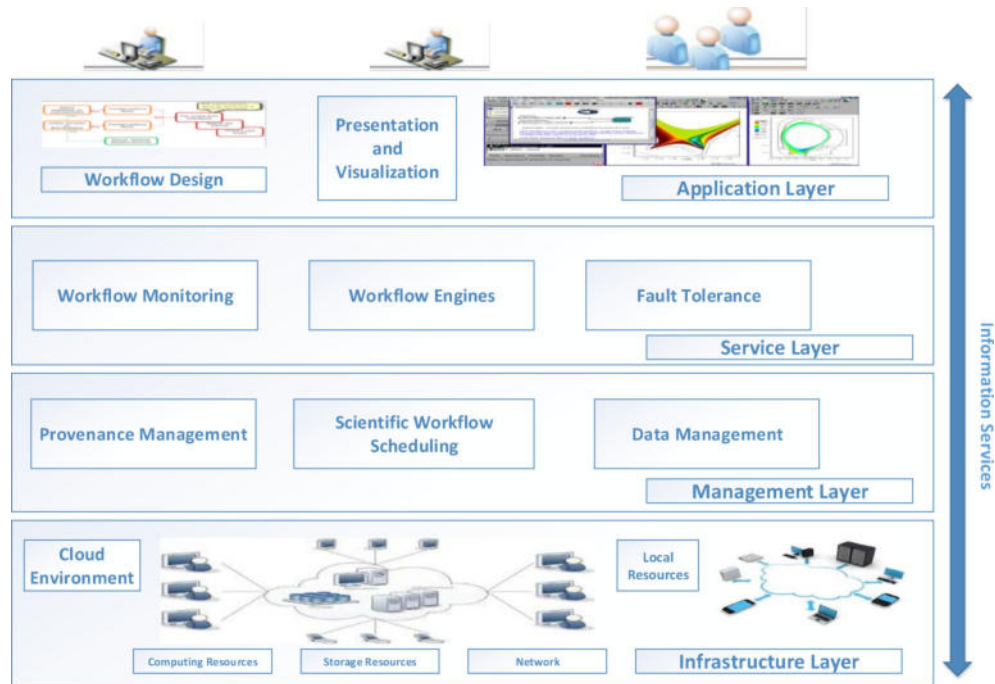 Workflow Design
Presentation
and
Visualization
Application Layer
Workflow Monitoring
Workflow Engines
Fault Tolerance
Service Layer
Provenance Management
Scientific Workflow
Scheduling
Data Management
Management Layer
Cloud
Environment
Local
Resources
Computing Resources
Storage Resources
Network
Infrastructure Layer
Information Services